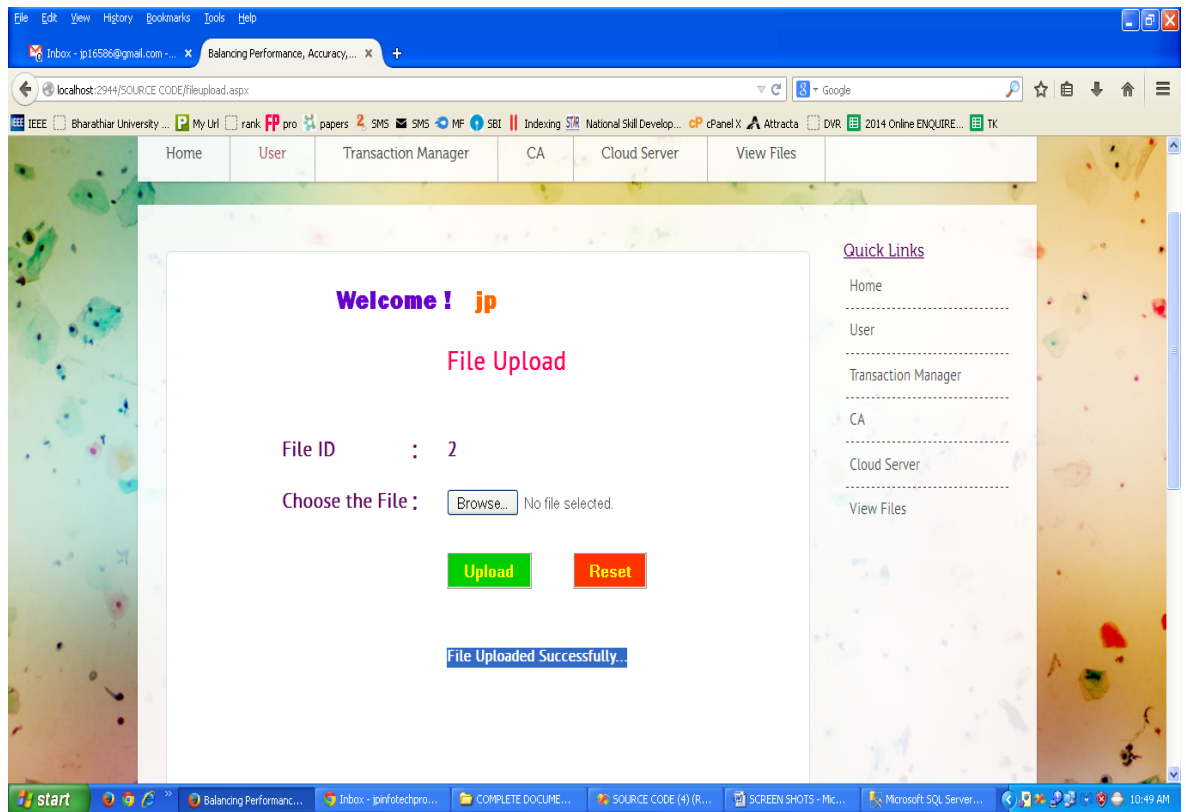 File Edit View History Bookmarks Tools Help
Inbox - jp16586@gmail.com -... Balancing Performance, Accuracy,...
localhost:2944/SOURCE CODE/fileupload.aspx Google
IEEE Bharathiar University ... My Url rank pro papers SMS SMS MF SBI Indexing National Skill Develop... cPanel X Attracta DVR 2014 Online ENQUIRE... TK
Home User Transaction Manager CA Cloud Server View Files
Quick Links
Home
User
Transaction Manager
CA
Cloud Server
View Files
Welcome ! jp
File Upload
File ID : 2
Choose the File : Browse... No file selected.
Upload Reset
File Uploaded Successfully...
start Balancing Performanc... Inbox - jpinfotechpro... COMPLETE DOCUME... SOURCE CODE (4) (R... SCREEN SHOTS - Mic... Microsoft SQL Server... 10:49 AM